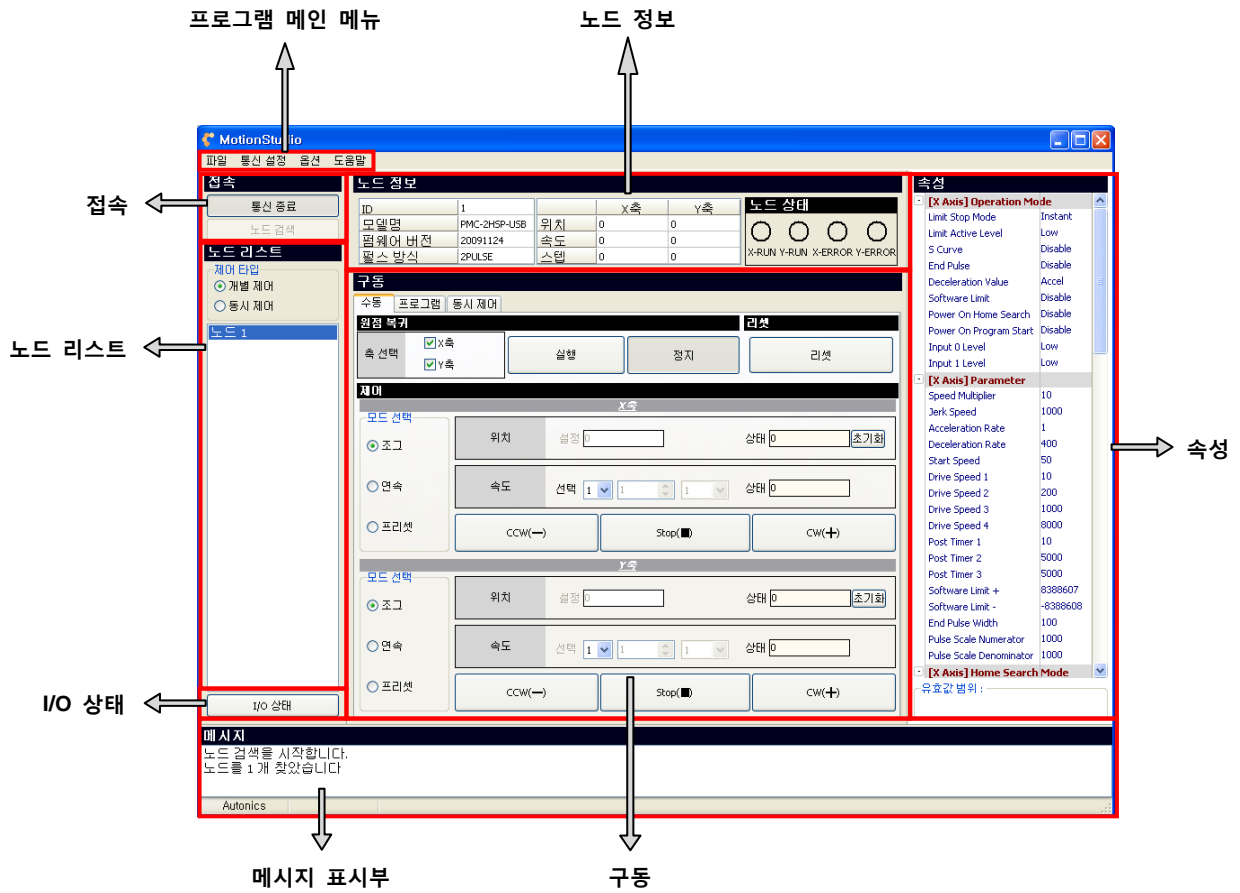 프로그램 메인 메뉴
노드 정보
MotionStudio
파일 통신 설정 옵션 도움말
접속
접속
통신 종료
노드 검색
노드 정보
ID 1
모델명 PMC-2HSP-USB
펌웨어 버전 20091124
펄스 방식 2PULSE
X축 Y축
위치 0 0
속도 0 0
스텝 0 0
노드 상태
X-RUN Y-RUN X-ERROR Y-ERROR
노드 리스트
노드 리스트
제어 타입
개별 제어
동시 제어
노드 1
구동
수동 프로그램 동시 제어
원점 복귀
축 선택
X축
Y축
실행
정지
리셋
리셋
제어
X축
모드 선택
조그
연속
프리셋
위치 설정 0 상태 0 초기화
속도 선택 1 1 1 상태 0
CCW(—) Stop(■) CW(+)
Y축
모드 선택
조그
연속
프리셋
위치 설정 0 상태 0 초기화
속도 선택 1 1 1 상태 0
CCW(—) Stop(■) CW(+)
속성
속성
[X Axis] Operation Mode
Limit Stop Mode Instant
Limit Active Level Low
S Curve Disable
End Pulse Disable
Deceleration Value Accel
Software Limit Disable
Power On Home Search Disable
Power On Program Start Disable
Input 0 Level Low
Input 1 Level Low
[X Axis] Parameter
Speed Multiplier 10
Jerk Speed 1000
Acceleration Rate 1
Deceleration Rate 400
Start Speed 50
Drive Speed 1 10
Drive Speed 2 200
Drive Speed 3 1000
Drive Speed 4 8000
Post Timer 1 10
Post Timer 2 5000
Post Timer 3 5000
Software Limit + 8388607
Software Limit - -8388608
End Pulse Width 100
Pulse Scale Numerator 1000
Pulse Scale Denominator 1000
[X Axis] Home Search Mode
유효값 범위 :
I/O 상태
I/O 상태
메시지
노드 검색을 시작합니다.
노드를 1 개 찾았습니다
Autonics
메시지 표시부
구동